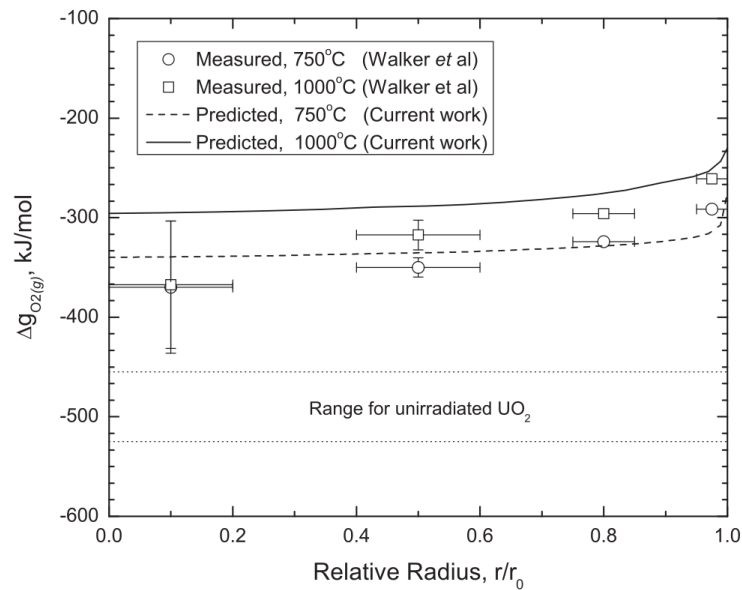 -100
Measured, 750°C (Walker et al)
Measured, 1000°C (Walker et al)
Predicted, 750°C (Current work)
Predicted, 1000°C (Current work)
-200
-300
-400
-500
-600
Δg_O2(g), kJ/mol
Range for unirradiated UO₂
0.0 0.2 0.4 0.6 0.8 1.0
Relative Radius, r/r₀